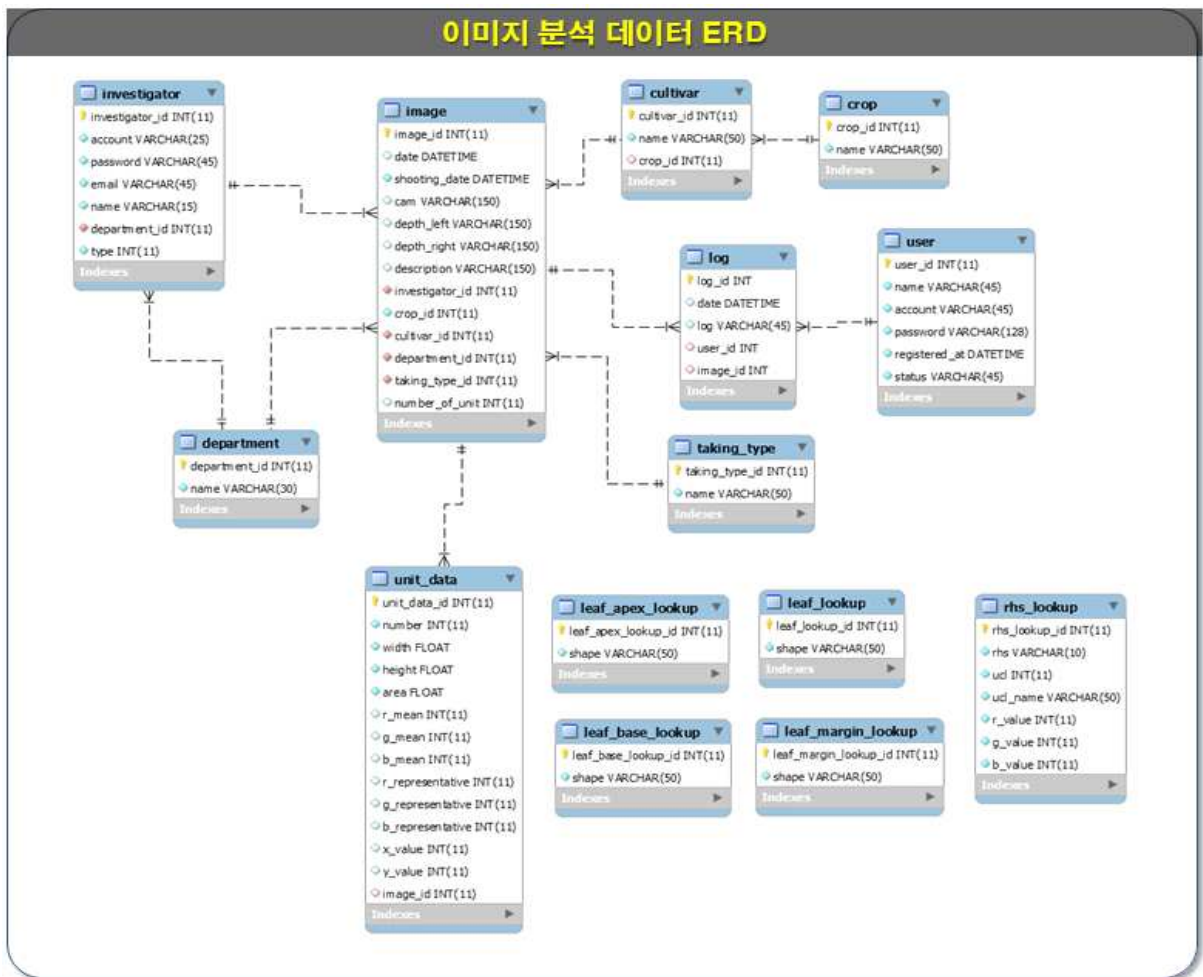 이미지 분석 데이터 ERD
investigator
investigator_id INT(11)
account VARCHAR(25)
password VARCHAR(45)
email VARCHAR(45)
name VARCHAR(15)
department_id INT(11)
type INT(11)
Indexes
image
image_id INT(11)
date DATETIME
shooting_date DATETIME
cam VARCHAR(150)
depth_left VARCHAR(150)
depth_right VARCHAR(150)
description VARCHAR(150)
investigator_id INT(11)
crop_id INT(11)
cultivar_id INT(11)
department_id INT(11)
taking_type_id INT(11)
number_of_unit INT(11)
Indexes
cultivar
cultivar_id INT(11)
name VARCHAR(50)
crop_id INT(11)
Indexes
crop
crop_id INT(11)
name VARCHAR(50)
Indexes
log
log_id INT
date DATETIME
log VARCHAR(45)
user_id INT
image_id INT
Indexes
user
user_id INT(11)
name VARCHAR(45)
account VARCHAR(45)
password VARCHAR(128)
registered_at DATETIME
status VARCHAR(45)
Indexes
department
department_id INT(11)
name VARCHAR(30)
Indexes
taking_type
taking_type_id INT(11)
name VARCHAR(50)
Indexes
unit_data
unit_data_id INT(11)
number INT(11)
width FLOAT
height FLOAT
area FLOAT
r_mean INT(11)
g_mean INT(11)
b_mean INT(11)
r_representative INT(11)
g_representative INT(11)
b_representative INT(11)
x_value INT(11)
y_value INT(11)
image_id INT(11)
Indexes
leaf_apex_lookup
leaf_apex_lookup_id INT(11)
shape VARCHAR(50)
Indexes
leaf_lookup
leaf_lookup_id INT(11)
shape VARCHAR(50)
Indexes
rhs_lookup
rhs_lookup_id INT(11)
rhs VARCHAR(10)
ucl INT(11)
ucl_name VARCHAR(50)
r_value INT(11)
g_value INT(11)
b_value INT(11)
Indexes
leaf_base_lookup
leaf_base_lookup_id INT(11)
shape VARCHAR(50)
Indexes
leaf_margin_lookup
leaf_margin_lookup_id INT(11)
shape VARCHAR(50)
Indexes